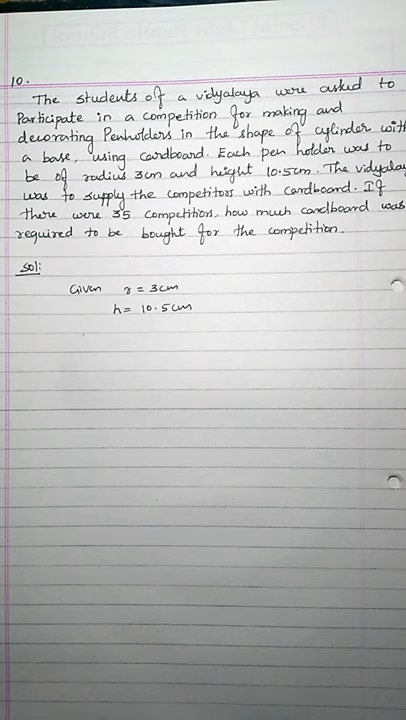 10.
The students of a vidyalaya were asked to
Participate in a competition for making and
decorating Penholders in the shape of cylinder with
a base, using cardboard. Each pen holder was to
be of radius 3cm and height 10.5cm. The vidyalay
was to supply the competitors with cardboard. If
there were 35 competitors, how much cardboard was
required to be bought for the competition.
Sol:
Given r = 3cm
h = 10.5cm